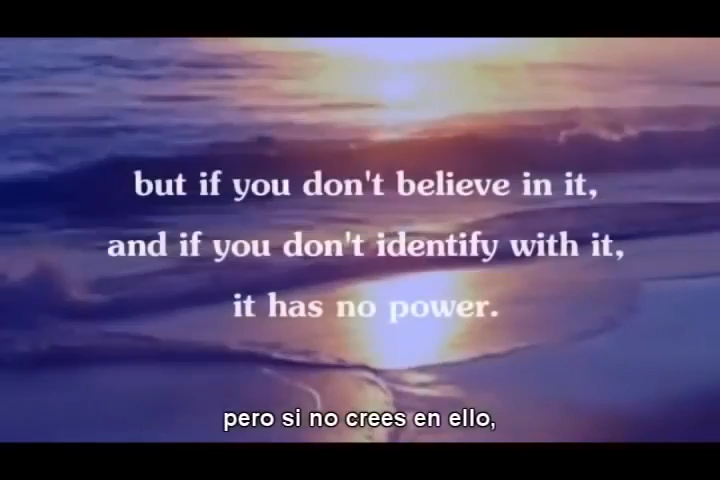 but if you don't believe in it,
and if you don't identify with it,
it has no power.
pero si no crees en ello,